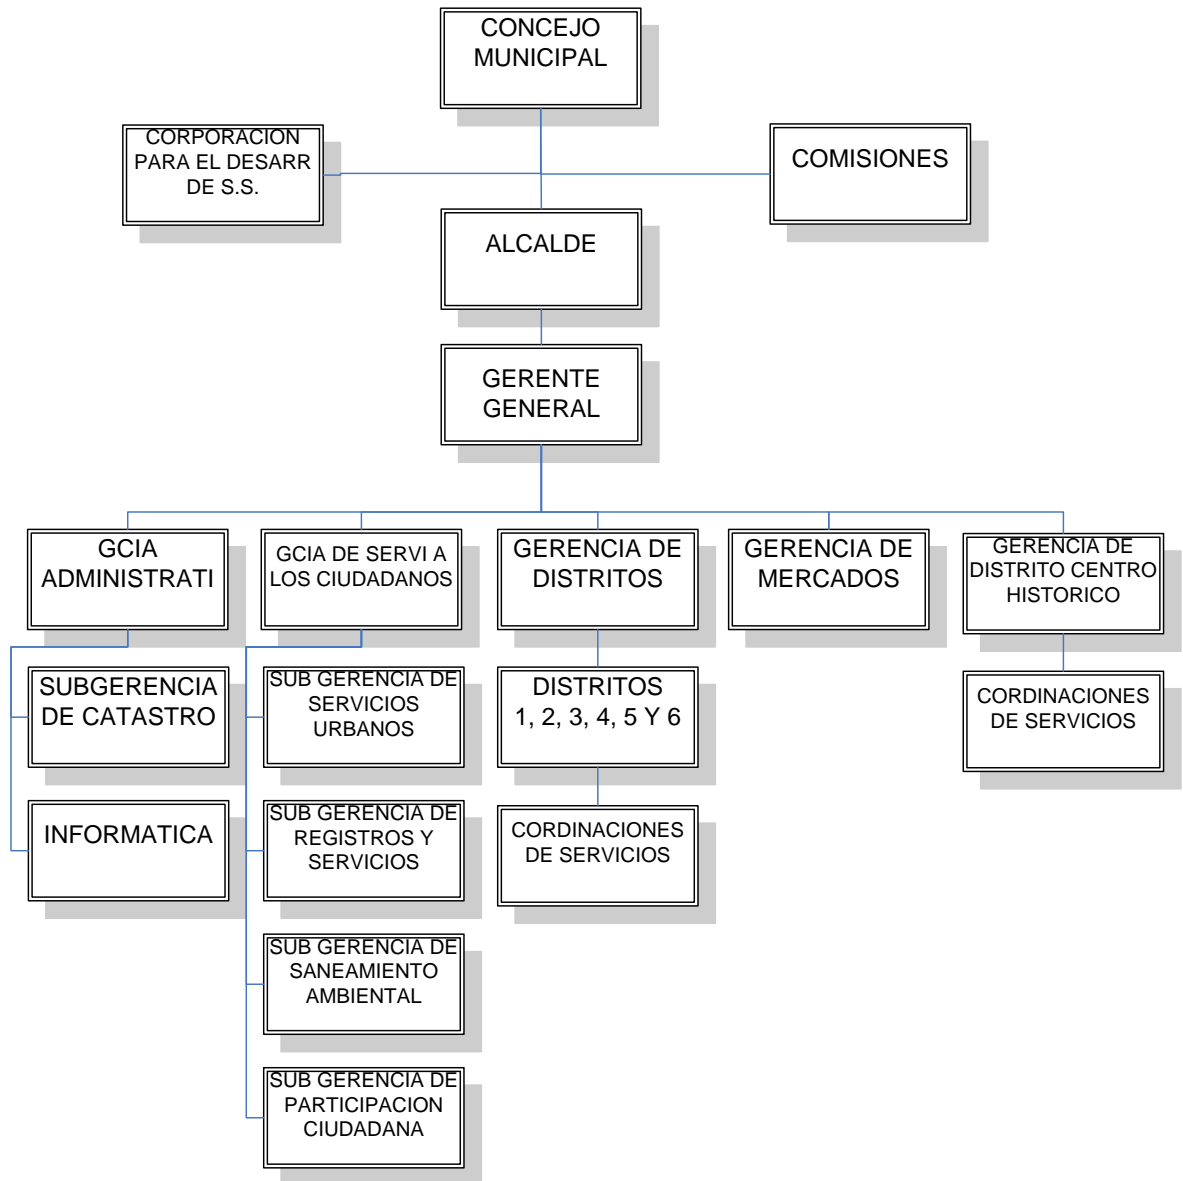 CONCEJO
MUNICIPAL
CORPORACION
PARA EL DESARR
DE S.S.
COMISIONES
ALCALDE
GERENTE
GENERAL
GCIA
ADMINISTRATI
GCIA DE SERVI A
LOS CIUDADANOS
GERENCIA DE
DISTRITOS
GERENCIA DE
MERCADOS
GERENCIA DE
DISTRITO CENTRO
HISTORICO
SUBGERENCIA
DE CATASTRO
SUB GERENCIA DE
SERVICIOS
URBANOS
DISTRITOS
1, 2, 3, 4, 5 Y 6
CORDINACIONES
DE SERVICIOS
INFORMATICA
SUB GERENCIA DE
REGISTROS Y
SERVICIOS
CORDINACIONES
DE SERVICIOS
SUB GERENCIA DE
SANEAMIENTO
AMBIENTAL
SUB GERENCIA DE
PARTICIPACION
CIUDADANA